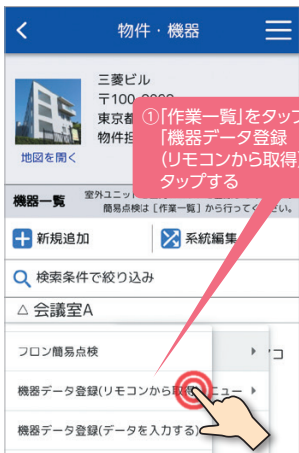 物件・機器
三菱ビル
〒100
東京都
物件担
地図を開く
①「作業一覧」をタップ
「機器データ登録
(リモコンから取得)
タップする
機器一覧
室外ユニット
簡易点検は[作業一覧]から行ってください。
新規追加
系統編集
検索条件で絞り込み
△ 会議室A
フロン簡易点検
コ
機器データ登録(リモコンから取得 ニュー
機器データ登録(データを入力する)